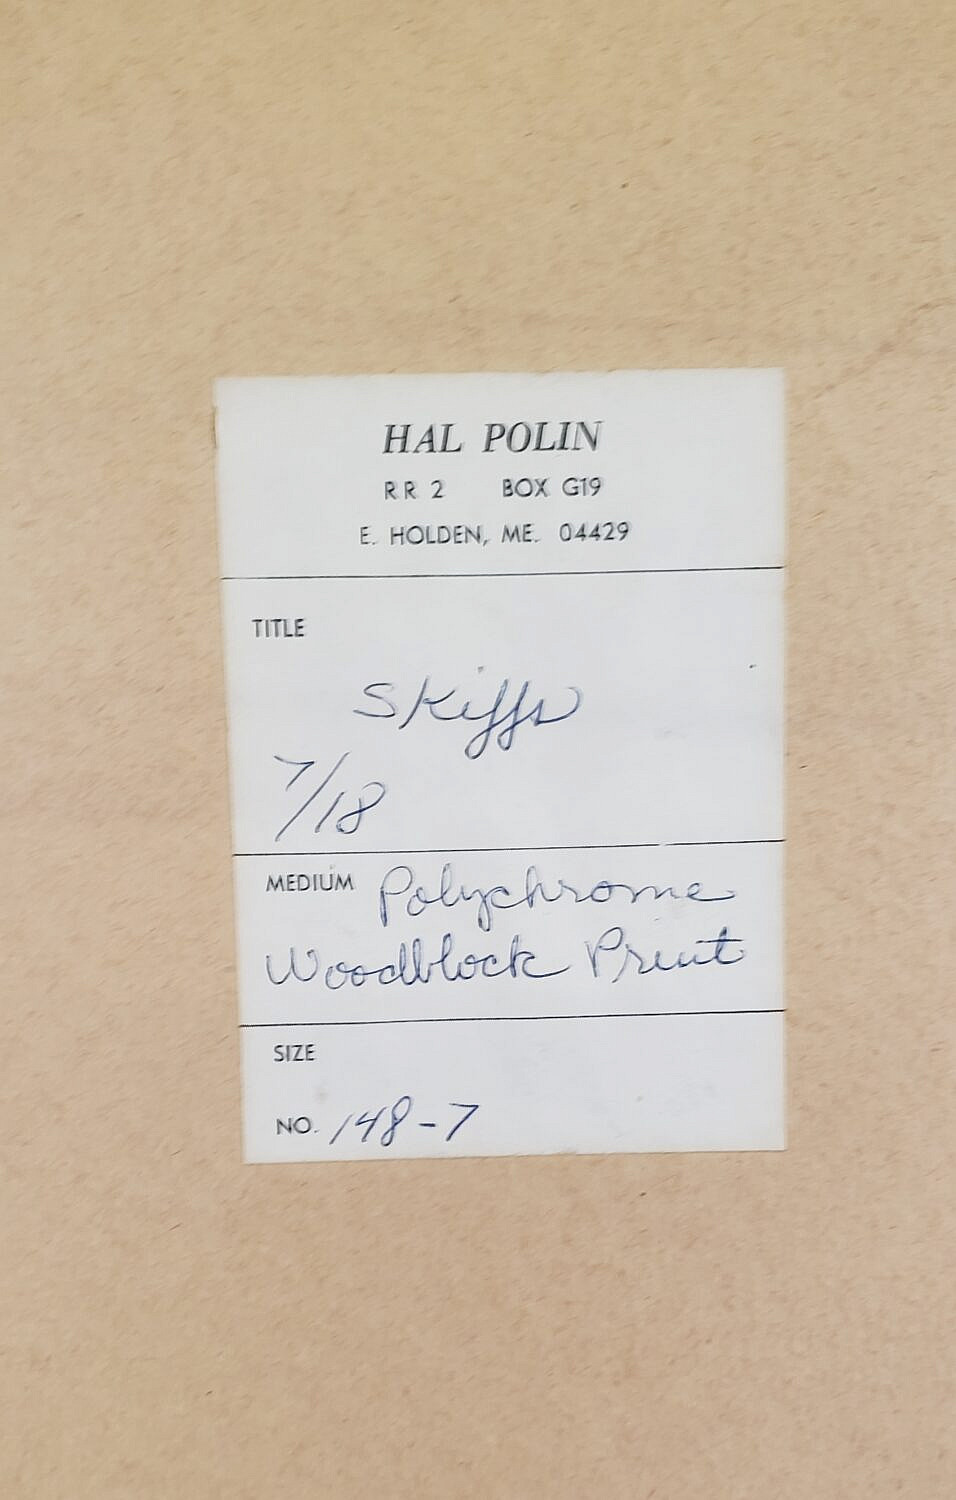 HAL POLIN
RR 2 BOX G19
E. HOLDEN, ME. 04429
TITLE
Skiffs
7/18
MEDIUM Polychrome
Woodblock Print
SIZE
NO. 148-7